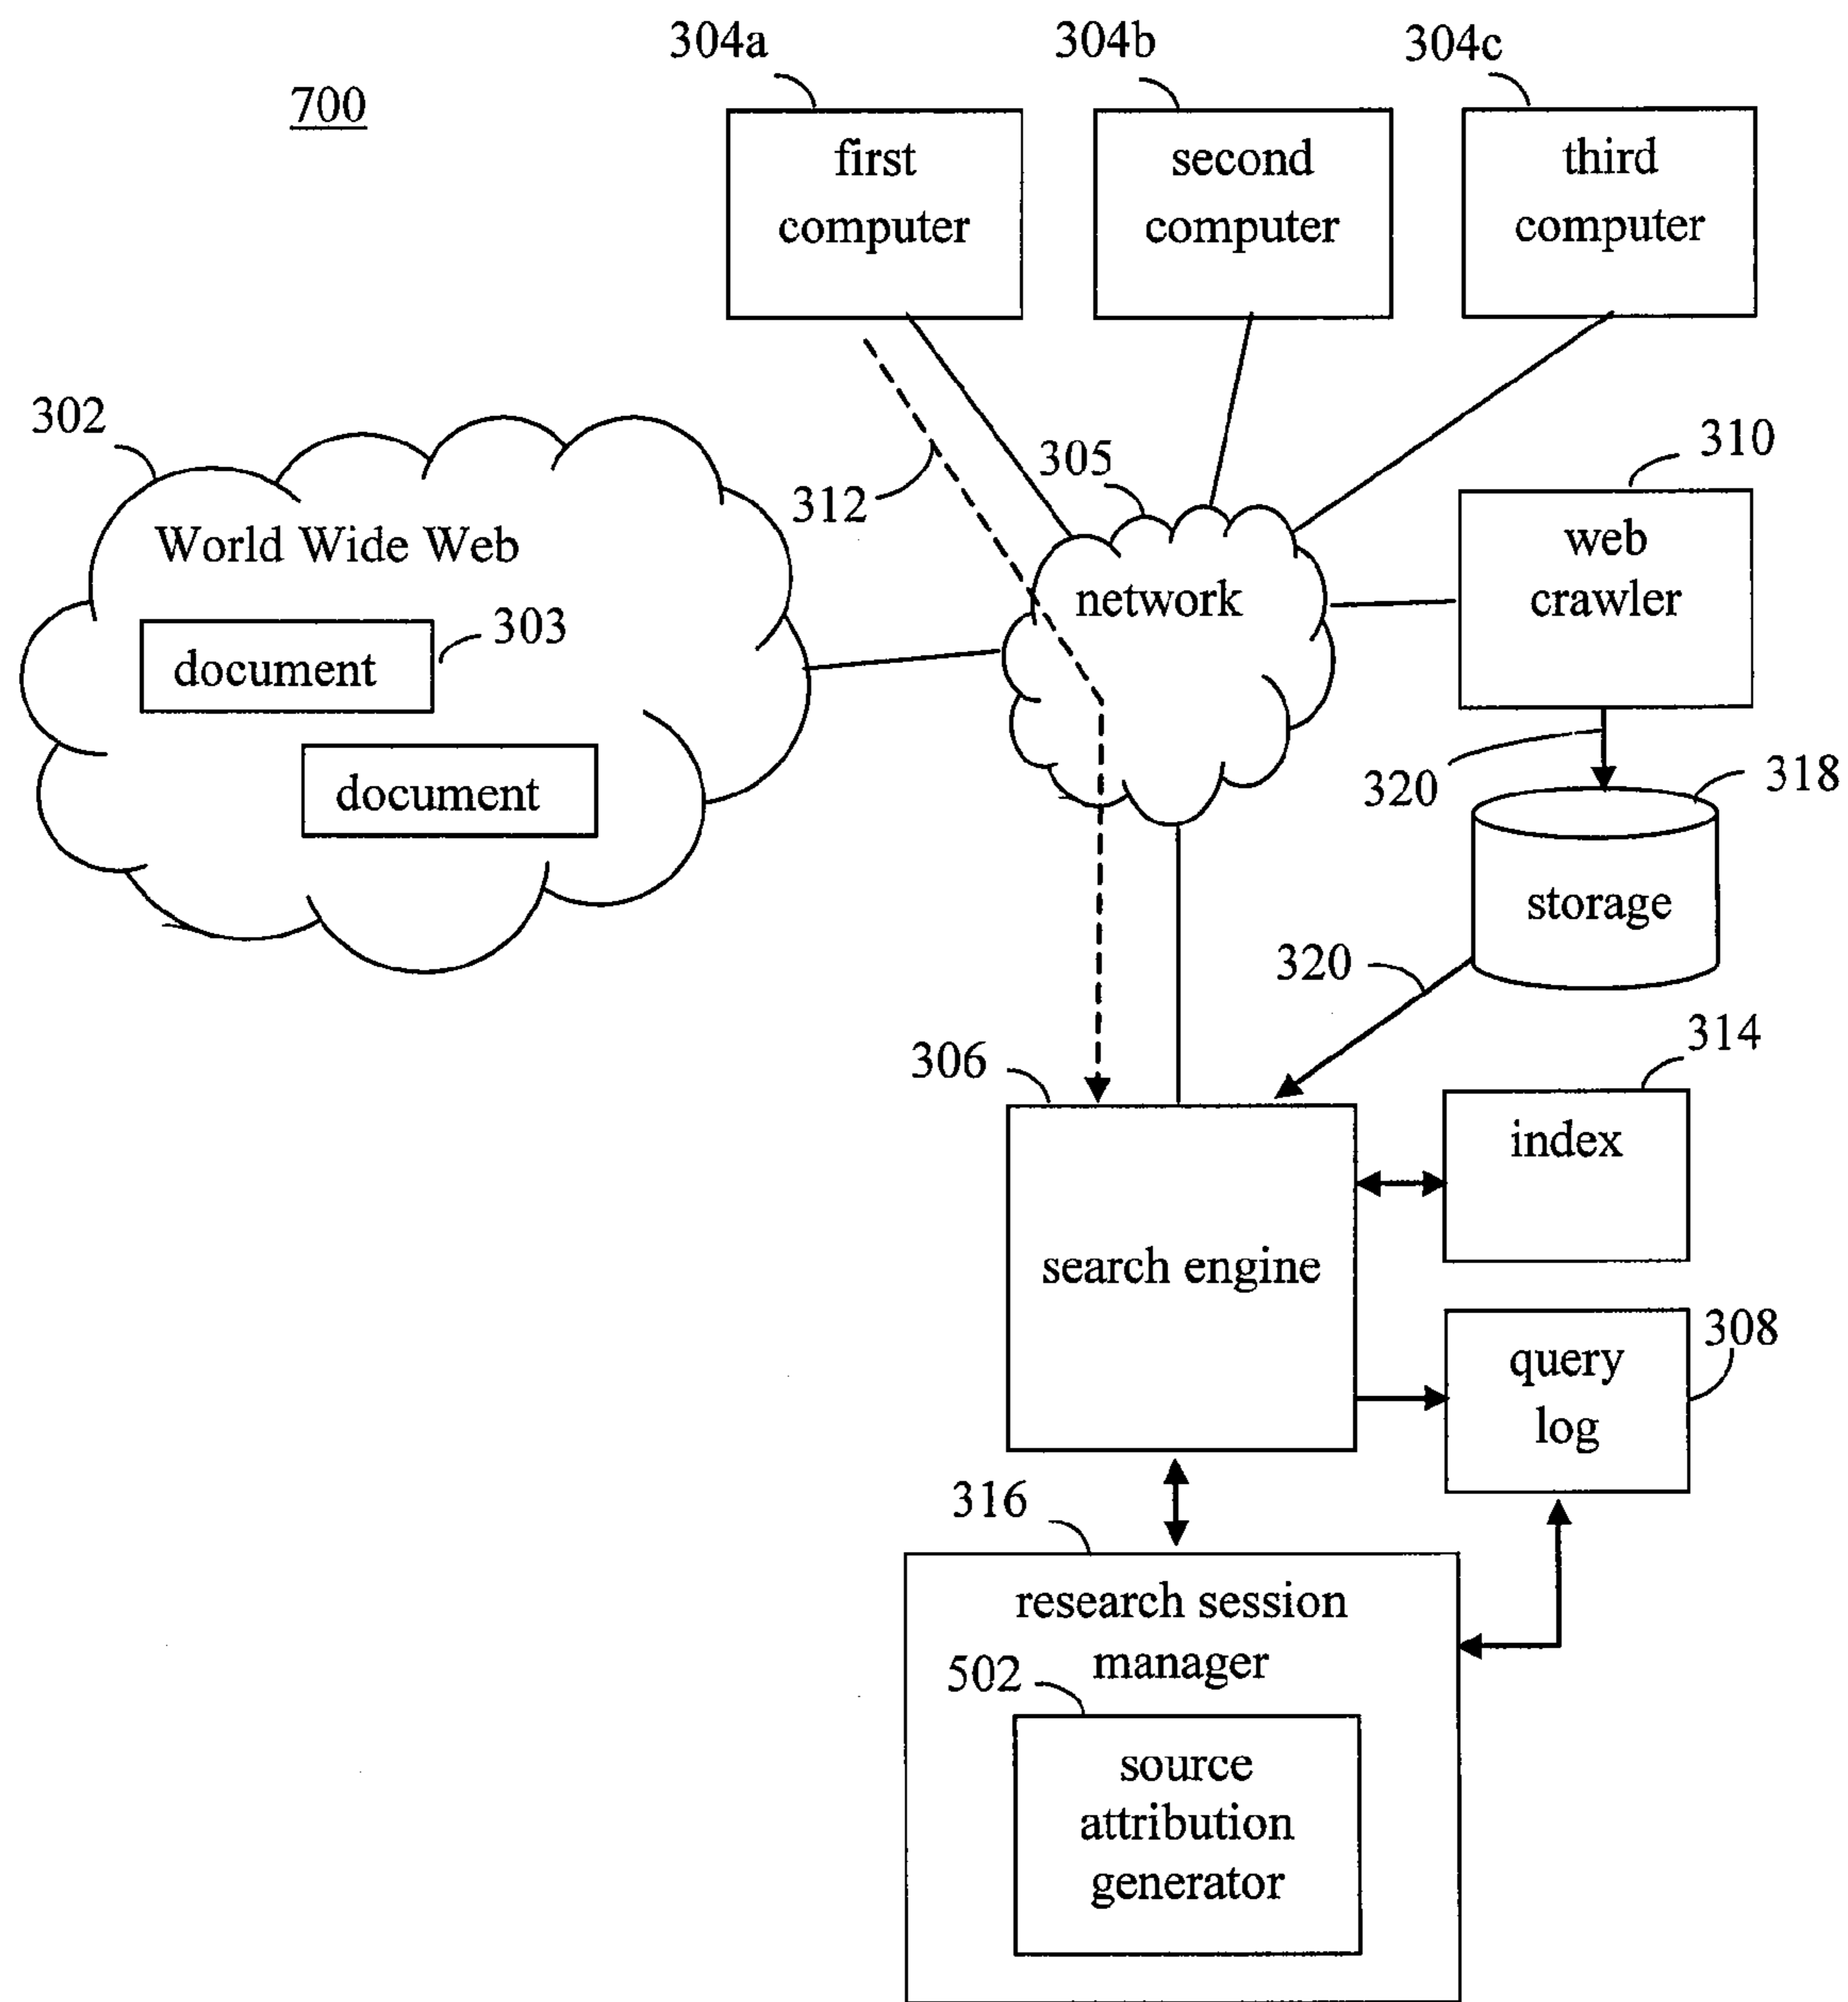 700
304a
304b
304c
first
computer
second
computer
third
computer
302
312
305
310
World Wide Web
303
document
document
network
web
crawler
320
318
storage
320
306
314
search engine
index
308
query
log
316
research session
manager
502
source
attribution
generator